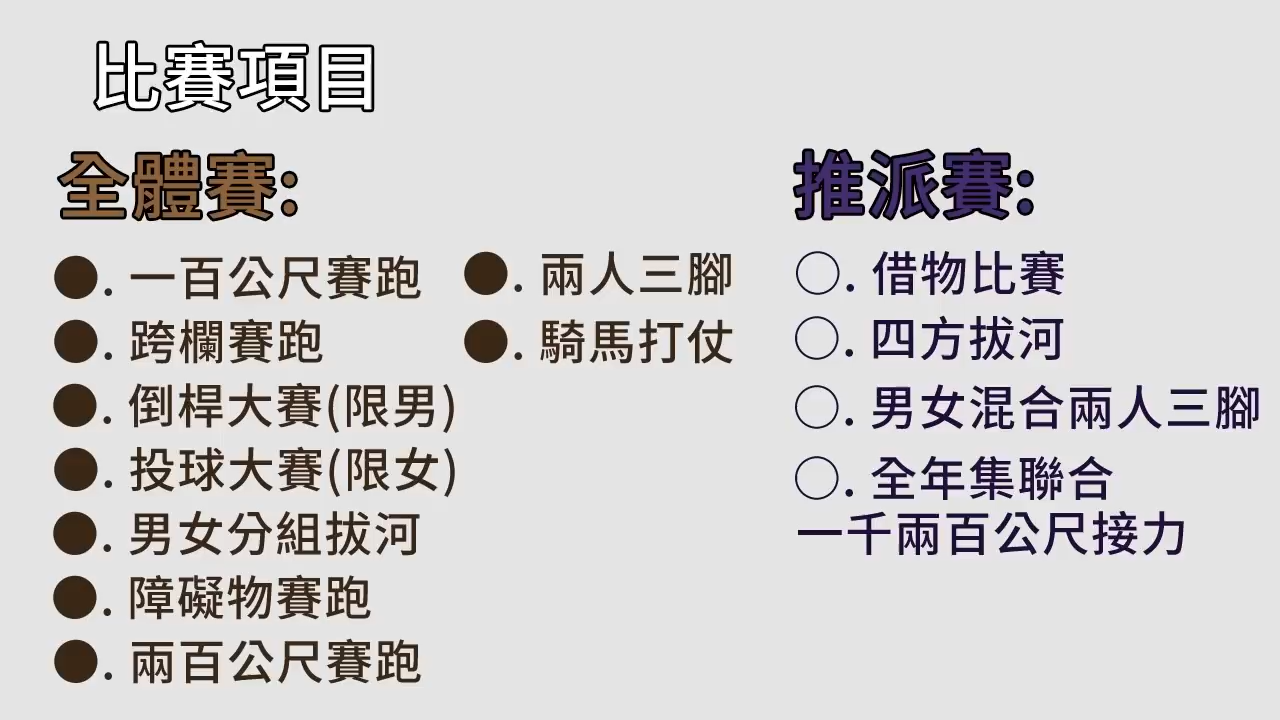 比賽項目
全體賽:
●. 一百公尺賽跑
●. 跨欄賽跑
●. 倒桿大賽(限男)
●. 投球大賽(限女)
●. 男女分組拔河
●. 障礙物賽跑
●. 兩百公尺賽跑
●. 兩人三腳
●. 騎馬打仗
推派賽:
○. 借物比賽
○. 四方拔河
○. 男女混合兩人三腳
○. 全年集聯合
一千兩百公尺接力